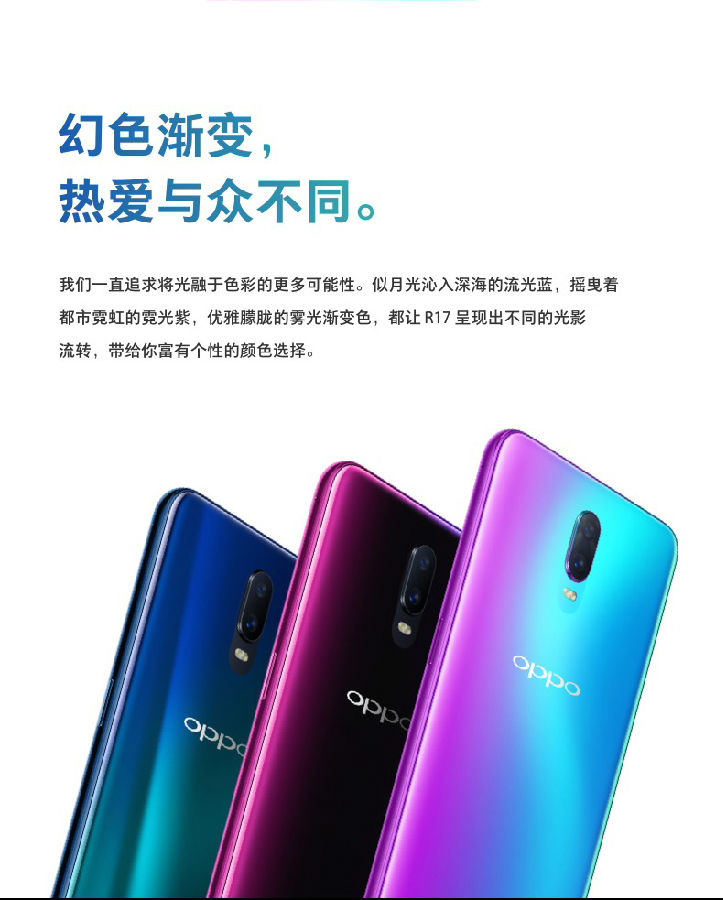 幻色渐变，
热爱与众不同。
我们一直追求将光融于色彩的更多可能性。似月光沁入深海的流光蓝，摇曳着
都市霓虹的霓光紫，优雅朦胧的雾光渐变色，都让 R17 呈现出不同的光影
流转，带给你富有个性的颜色选择。
oppo
oppo
oppo